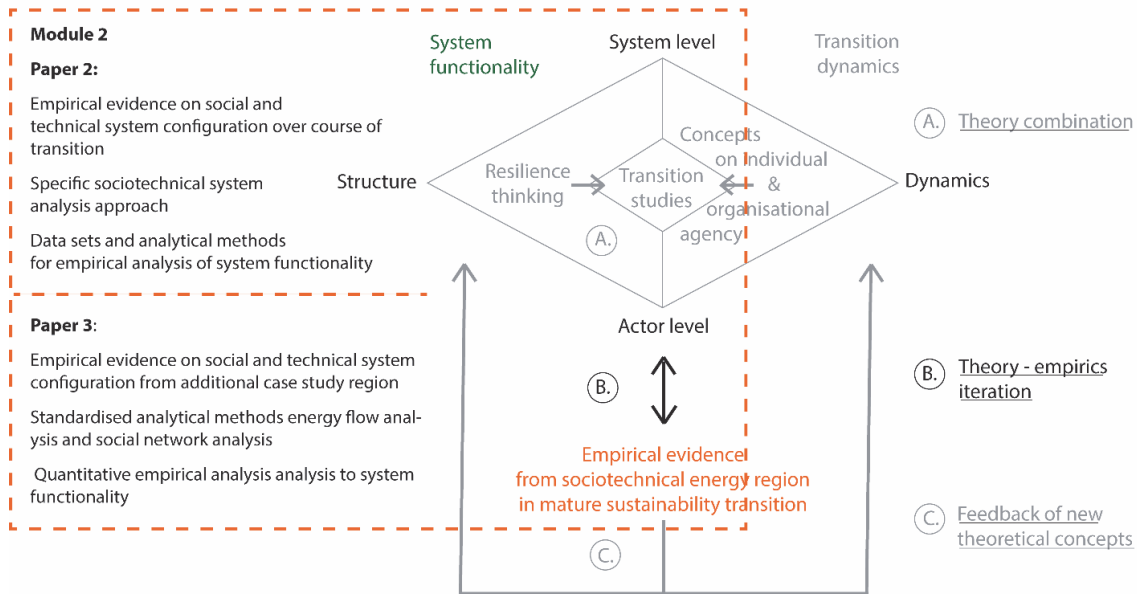 Module 2
Paper 2:
Empirical evidence on social and
technical system configuration over course of
transition
Specific sociotechnical system
analysis approach
Data sets and analytical methods
for empirical analysis of system functionality
Paper 3:
Empirical evidence on social and technical system
configuration from additional case study region
Standardised analytical methods energy flow anal-
ysis and social network analysis
Quantitative empirical analysis analysis to system
functionality
System
functionality
System level
Transition
dynamics
Structure
Resilience
thinking
Transition
studies
Concepts
on individual
&
organisational
agency
Dynamics
A.
Actor level
B.
Empirical evidence
from sociotechnical energy region
in mature sustainability transition
C.
A. Theory combination
B. Theory - empirics
iteration
C. Feedback of new
theoretical concepts